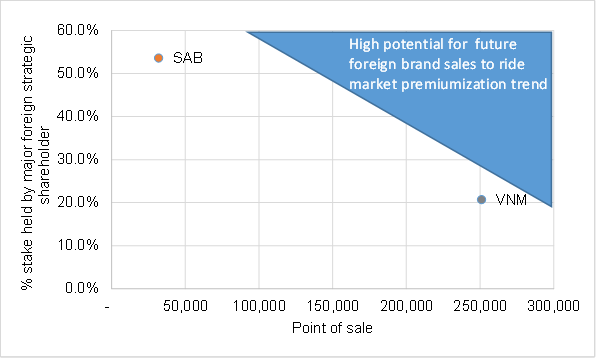 % stake held by major foreign strategic
shareholder
60.0%
50.0%
40.0%
30.0%
20.0%
10.0%
0.0%
SAB
High potential for future
foreign brand sales to ride
market premiumization trend
VNM
-
50,000
100,000
150,000
200,000
250,000
300,000
Point of sale